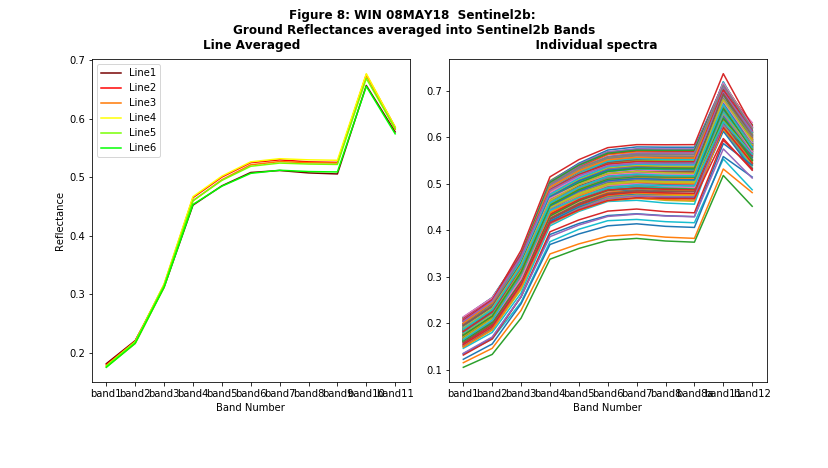 Figure 8: WIN 08MAY18  Sentinel2b:
Ground Reflectances averaged into Sentinel2b Bands
Line Averaged
Individual spectra
Line1
Line2
Line3
Line4
Line5
Line6
Reflectance
0.7
0.6
0.5
0.4
0.3
0.2
band1 band2 band3 band4 band5 band6 band7 band8 band9 band10 band11
Band Number
0.7
0.6
0.5
0.4
0.3
0.2
0.1
band1 band2 band3 band4 band5 band6 band7 band8 band8a band11 band12
Band Number